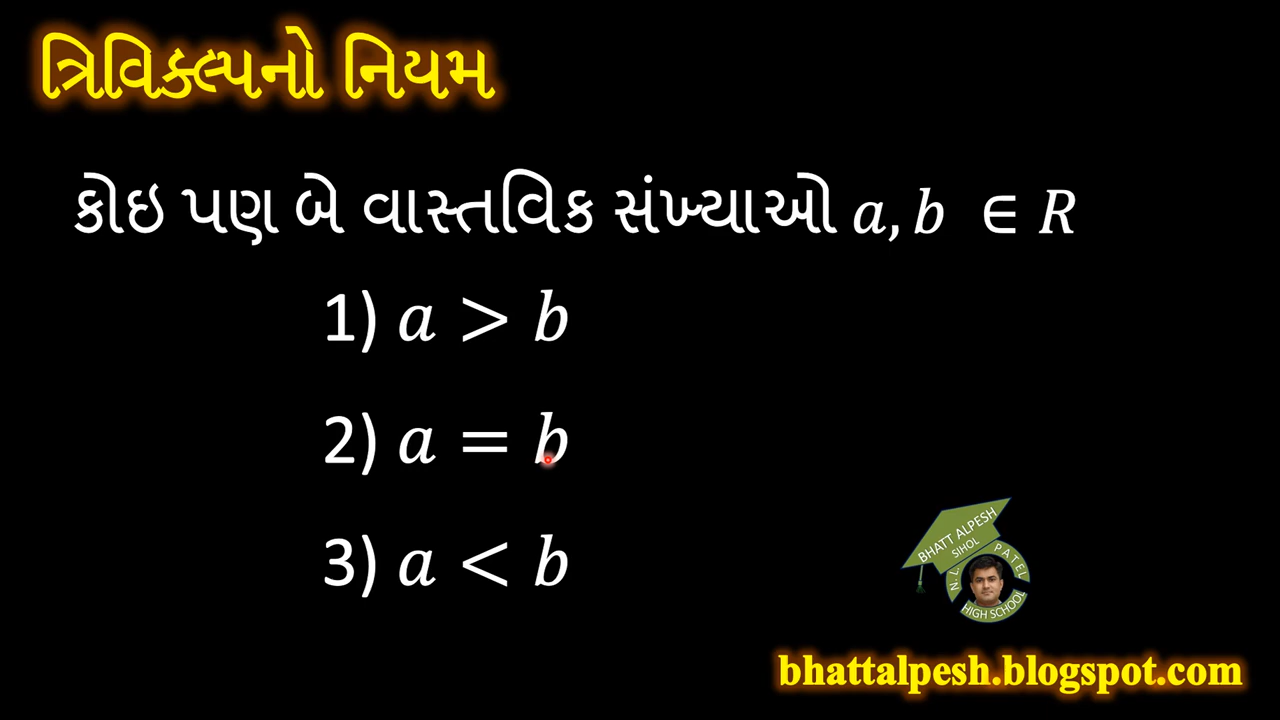 ત્રિવિકલ્પનો નિયમ
કોઇ પણ બે વાસ્તવિક સંખ્યાઓ a, b ∈ R
1) a > b
2) a = b
3) a < b
BHATT ALPESH
SIHOL
N. L. PATEL
HIGH SCHOOL
bhattalpesh.blogspot.com